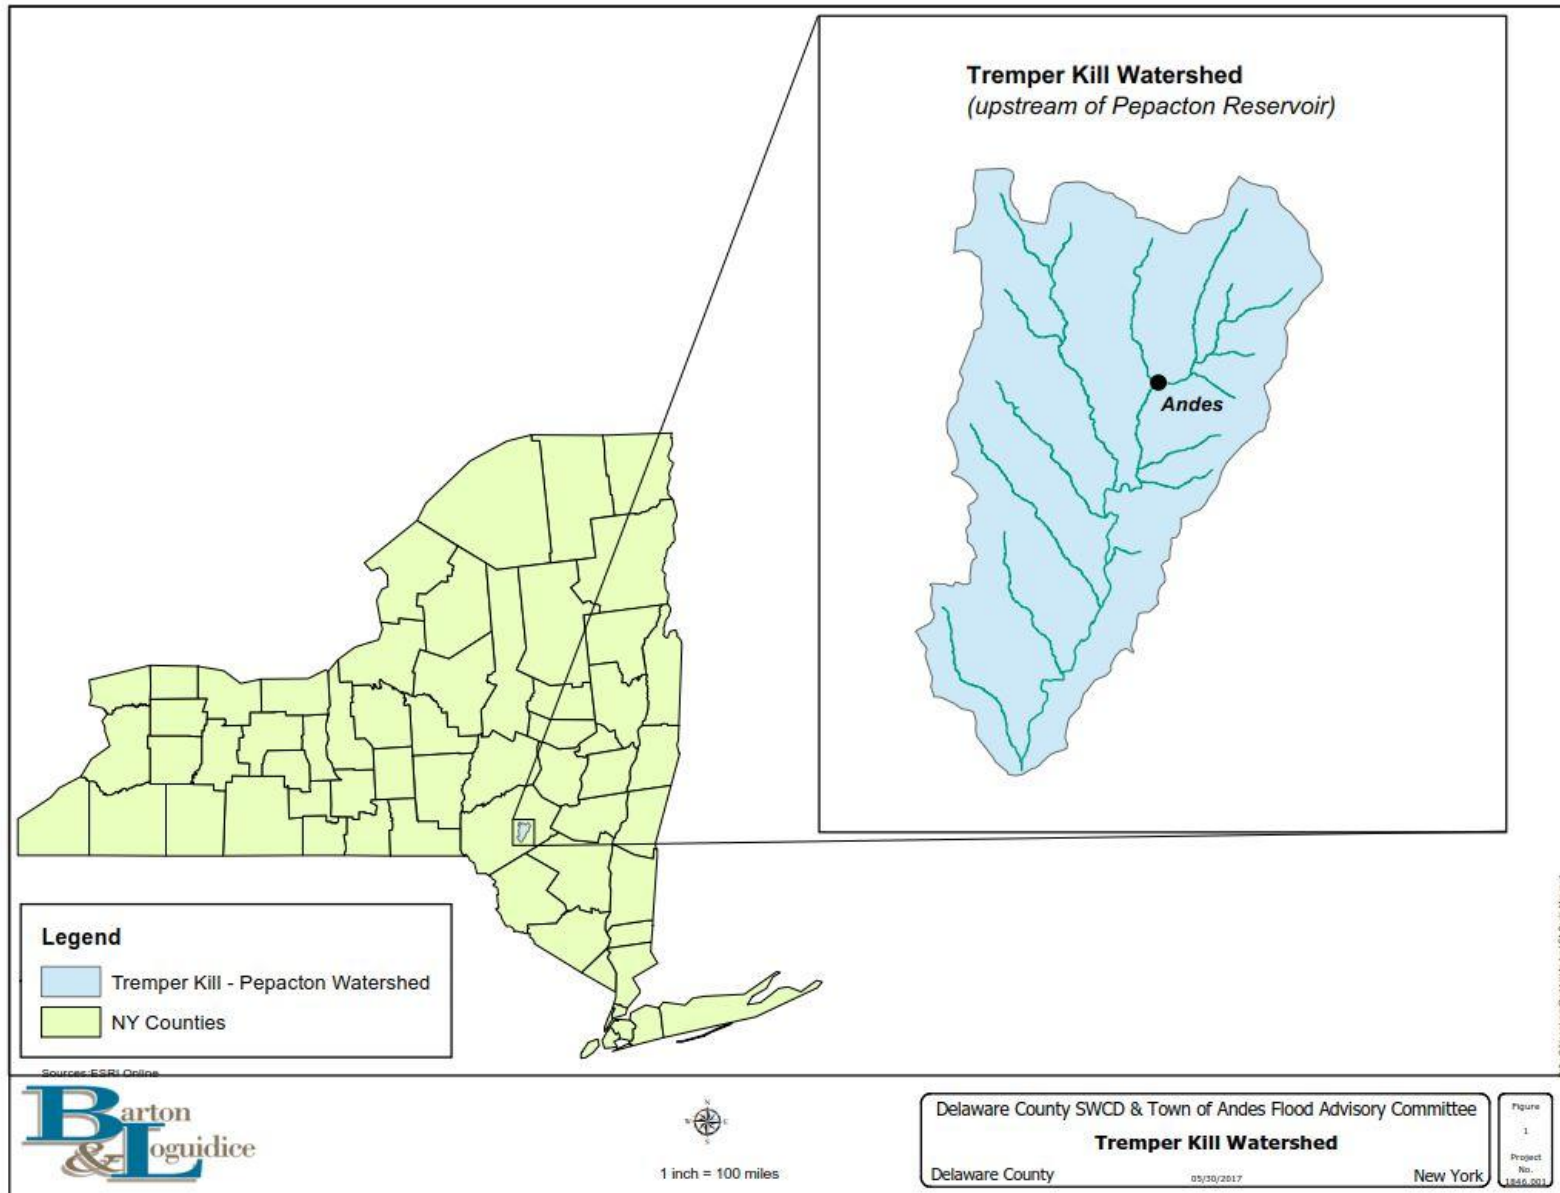 Tremper Kill Watershed
(upstream of Pepacton Reservoir)
Andes
Legend
Tremper Kill - Pepacton Watershed
NY Counties
Sources:ESRI Online
Barton
& Loguidice
N
W E
S
1 inch = 100 miles
Delaware County SWCD & Town of Andes Flood Advisory Committee
Tremper Kill Watershed
Delaware County 05/30/2017 New York
Figure
1
Project
No.
1846.001